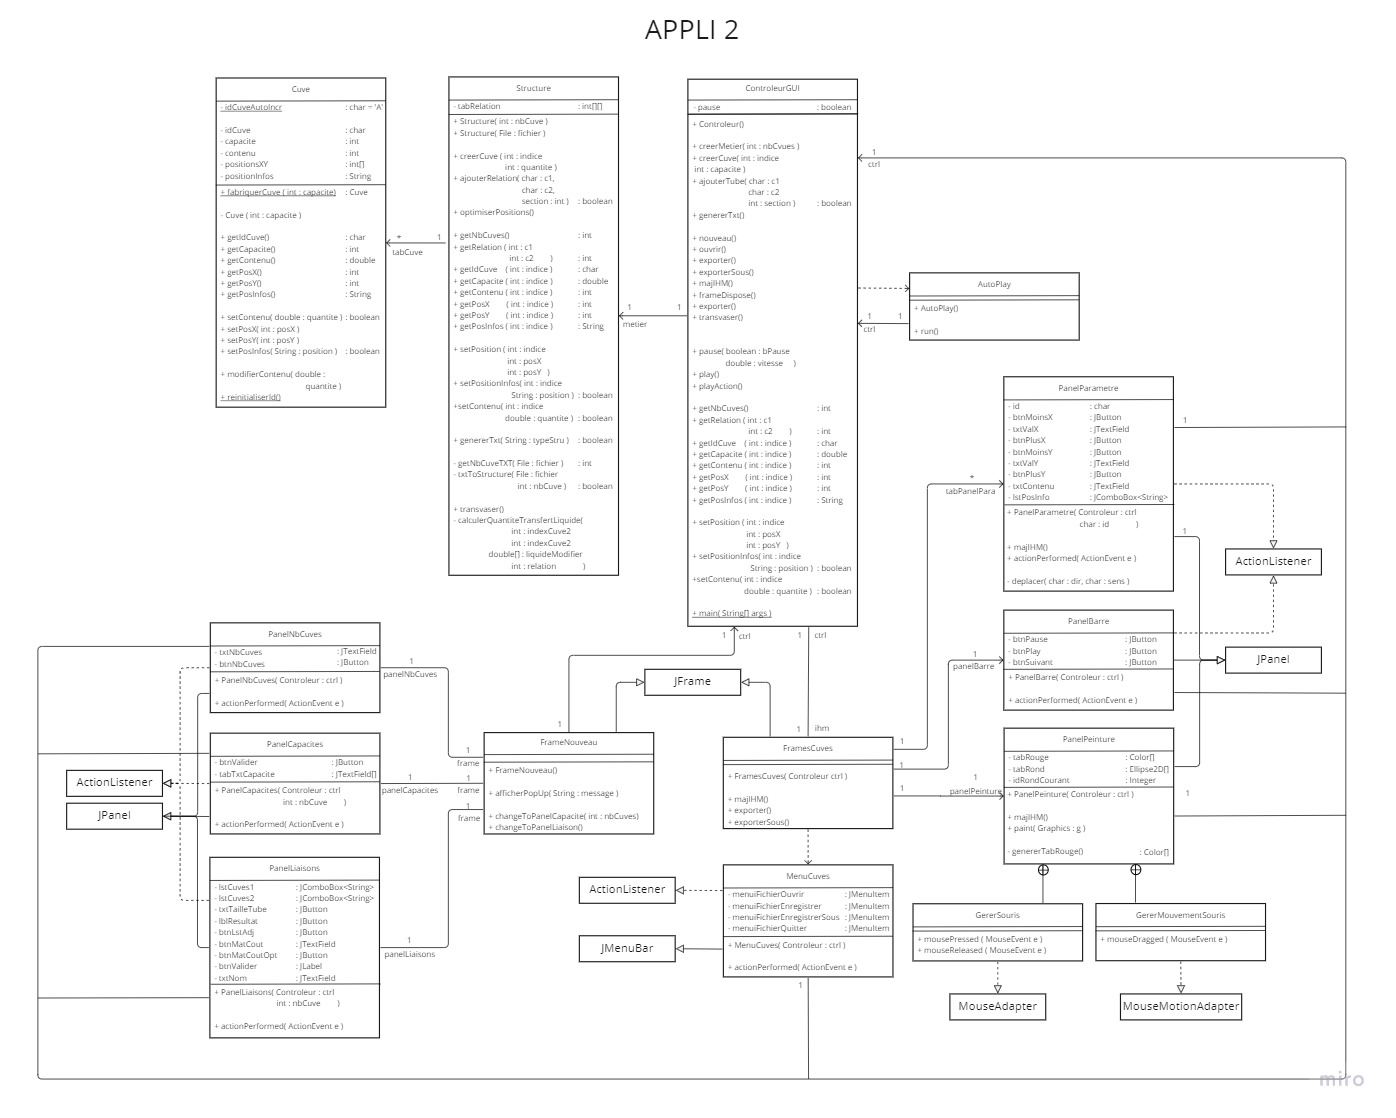 APPLI 2
Cuve
- idCuveAutoIncr : char = 'A'
- idCuve : char
- capacite : int
- contenu : int
- positionsXY : int[]
- positionInfos : String
+ fabriquerCuve ( int : capacite) : Cuve
- Cuve ( int : capacite )
+ getIdCuve() : char
+ getCapacite() : int
+ getContenu() : double
+ getPosX() : int
+ getPosY() : int
+ getPosInfos() : String
+ setContenu( double : quantite ) : boolean
+ setPosX( int : posX )
+ setPosY( int : posY )
+ setPosInfos( String : position ) : boolean
+ modifierContenu( double :
quantite )
+ reinitialiserId()
* 1
tabCuve
Structure
- tabRelation : int[][]
+ Structure( int : nbCuve )
+ Structure( File : fichier )
+ creerCuve ( int : indice
int : quantite )
+ ajouterRelation( char : c1,
char : c2,
section : int ) : boolean
+ optimiserPositions()
+ getNbCuves() : int
+ getRelation ( int : c1
int : c2 ) : int
+ getIdCuve ( int : indice ) : char
+ getCapacite ( int : indice ) : double
+ getContenu ( int : indice ) : int
+ getPosX ( int : indice ) : int
+ getPosY ( int : indice ) : int
+ getPosInfos ( int : indice ) : String
+ setPosition ( int : indice
int : posX
int : posY )
+ setPositionInfos( int : indice
String : position ) : boolean
+setContenu( int : indice
double : quantite ) : boolean
+ genererTxt( String : typeStru ) : boolean
- getNbCuveTXT( File : fichier ) : int
- txtToStructure( File : fichier
int : nbCuve ) : boolean
+ transvaser()
- calculerQuantiteTransfertLiquide(
int : indexCuve2
int : indexCuve2
double[] : liquideModifier
int : relation )
1 1
metier
ControleurGUI
- pause : boolean
+ Controleur()
+ creerMetier( int : nbCvues )
+ creerCuve( int : indice
int : capacite )
+ ajouterTube( char : c1
char : c2
int : section ) : boolean
+ genererTxt()
+ nouveau()
+ ouvrir()
+ exporter()
+ exporterSous()
+ majIHM()
+ frameDispose()
+ exporter()
+ transvaser()
+ pause( boolean : bPause
double : vitesse )
+ play()
+ playAction()
+ getNbCuves() : int
+ getRelation ( int : c1
int : c2 ) : int
+ getIdCuve ( int : indice ) : char
+ getCapacite ( int : indice ) : double
+ getContenu ( int : indice ) : int
+ getPosX ( int : indice ) : int
+ getPosY ( int : indice ) : int
+ getPosInfos ( int : indice ) : String
+ setPosition ( int : indice
int : posX
int : posY )
+ setPositionInfos( int : indice
String : position ) : boolean
+setContenu( int : indice
double : quantite ) : boolean
+ main( String[] args )
1
ctrl
AutoPlay
+ AutoPlay()
+ run()
1 1
ctrl
PanelParametre
- id : char
- btnMoinsX : JButton
- txtValX : JTextField
- btnPlusX : JButton
- btnMoinsY : JButton
- txtValY : JTextField
- btnPlusY : JButton
- txtContenu : JTextField
- lstPosInfo : JComboBox<String>
+ PanelParametre( Controleur : ctrl
char : id )
+ majIHM()
+ actionPerformed( ActionEvent e )
- deplacer( char : dir, char : sens )
1
*
tabPanelPara
1
ActionListener
PanelBarre
- btnPause : JButton
- btnPlay : JButton
- btnSuivant : JButton
+ PanelBarre( Controleur : ctrl )
+ actionPerformed( ActionEvent e )
1
panelBarre
JPanel
PanelPeinture
- tabRouge : Color[]
- tabRond : Ellipse2D[]
- idRondCourant : Integer
+ PanelPeinture( Controleur : ctrl )
+ majIHM()
+ paint( Graphics : g )
- genererTabRouge() : Color[]
1
panelPeinture
1
GererSouris
+ mousePressed ( MouseEvent e )
+ mouseReleased ( MouseEvent e )
GererMouvementSouris
+ mouseDragged ( MouseEvent e )
MouseAdapter
MouseMotionAdapter
PanelNbCuves
- txtNbCuves : JTextField
- btnNbCuves : JButton
+ PanelNbCuves( Controleur : ctrl )
+ actionPerformed( ActionEvent e )
1
panelNbCuves
PanelCapacites
- btnValider : JButton
- tabTxtCapacite : JTextField[]
+ PanelCapacites( Controleur : ctrl
int : nbCuve )
+ actionPerformed( ActionEvent e )
1
panelCapacites
ActionListener
JPanel
PanelLiaisons
- lstCuves1 : JComboBox<String>
- lstCuves2 : JComboBox<String>
- txtTailleTube : JButton
- lblResultat : JButton
- btnLstAdj : JButton
- btnMatCout : JTextField
- btnMatCoutOpt : JButton
- btnValider : JLabel
- txtNom : JTextField
+ PanelLiaisons( Controleur : ctrl
int : nbCuve )
+ actionPerformed( ActionEvent e )
1
panelLiaisons
1
frame
1
frame
1
frame
1
1 ctrl
FrameNouveau
+ FrameNouveau()
+ afficherPopUp( String : message )
+ changeToPanelCapacite( int : nbCuves)
+ changeToPanelLiaison()
JFrame
1 ctrl
1 ihm
FramesCuves
+ FramesCuves( Controleur ctrl )
+ majIHM()
+ exporter()
+ exporterSous()
1
1
1
MenuCuves
- menuiFichierOuvrir : JMenuItem
- menuiFichierEnregistrer : JMenuItem
- menuiFichierEnregistrerSous : JMenuItem
- menuiFichierQuitter : JMenuItem
+ MenuCuves( Controleur : ctrl )
+ actionPerformed( ActionEvent e )
1
ActionListener
JMenuBar
miro